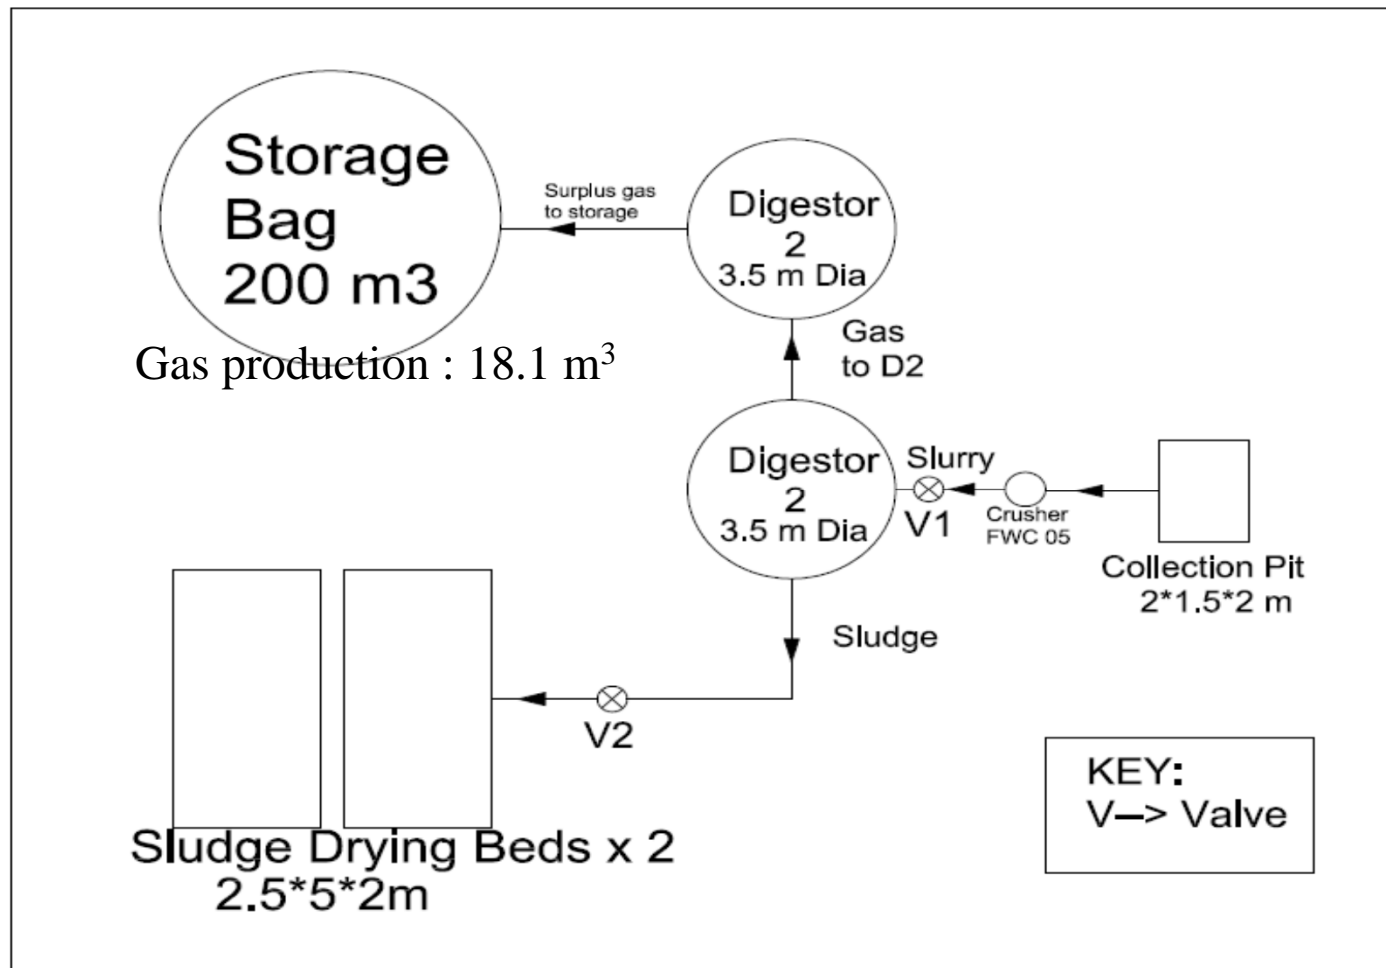 Storage
Bag
200 m3
Gas production : 18.1 m³
Surplus gas
to storage
Digestor
2
3.5 m Dia
Gas
to D2
Digestor
2
3.5 m Dia
Slurry
V1
Crusher
FWC 05
Collection Pit
2*1.5*2 m
Sludge
V2
Sludge Drying Beds x 2
2.5*5*2m
KEY:
V—> Valve